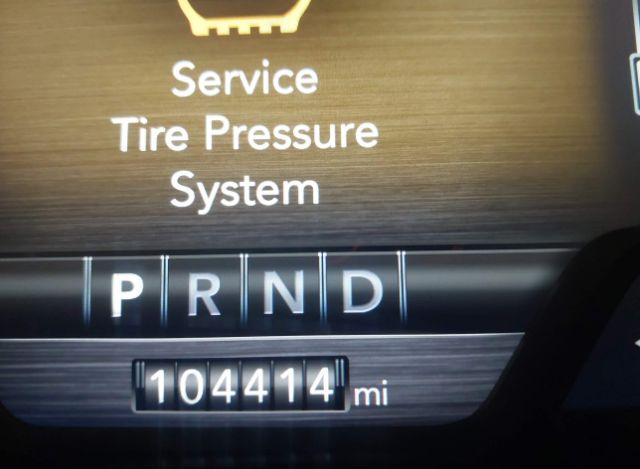 Service
Tire Pressure
System
P R N D
104414 mi